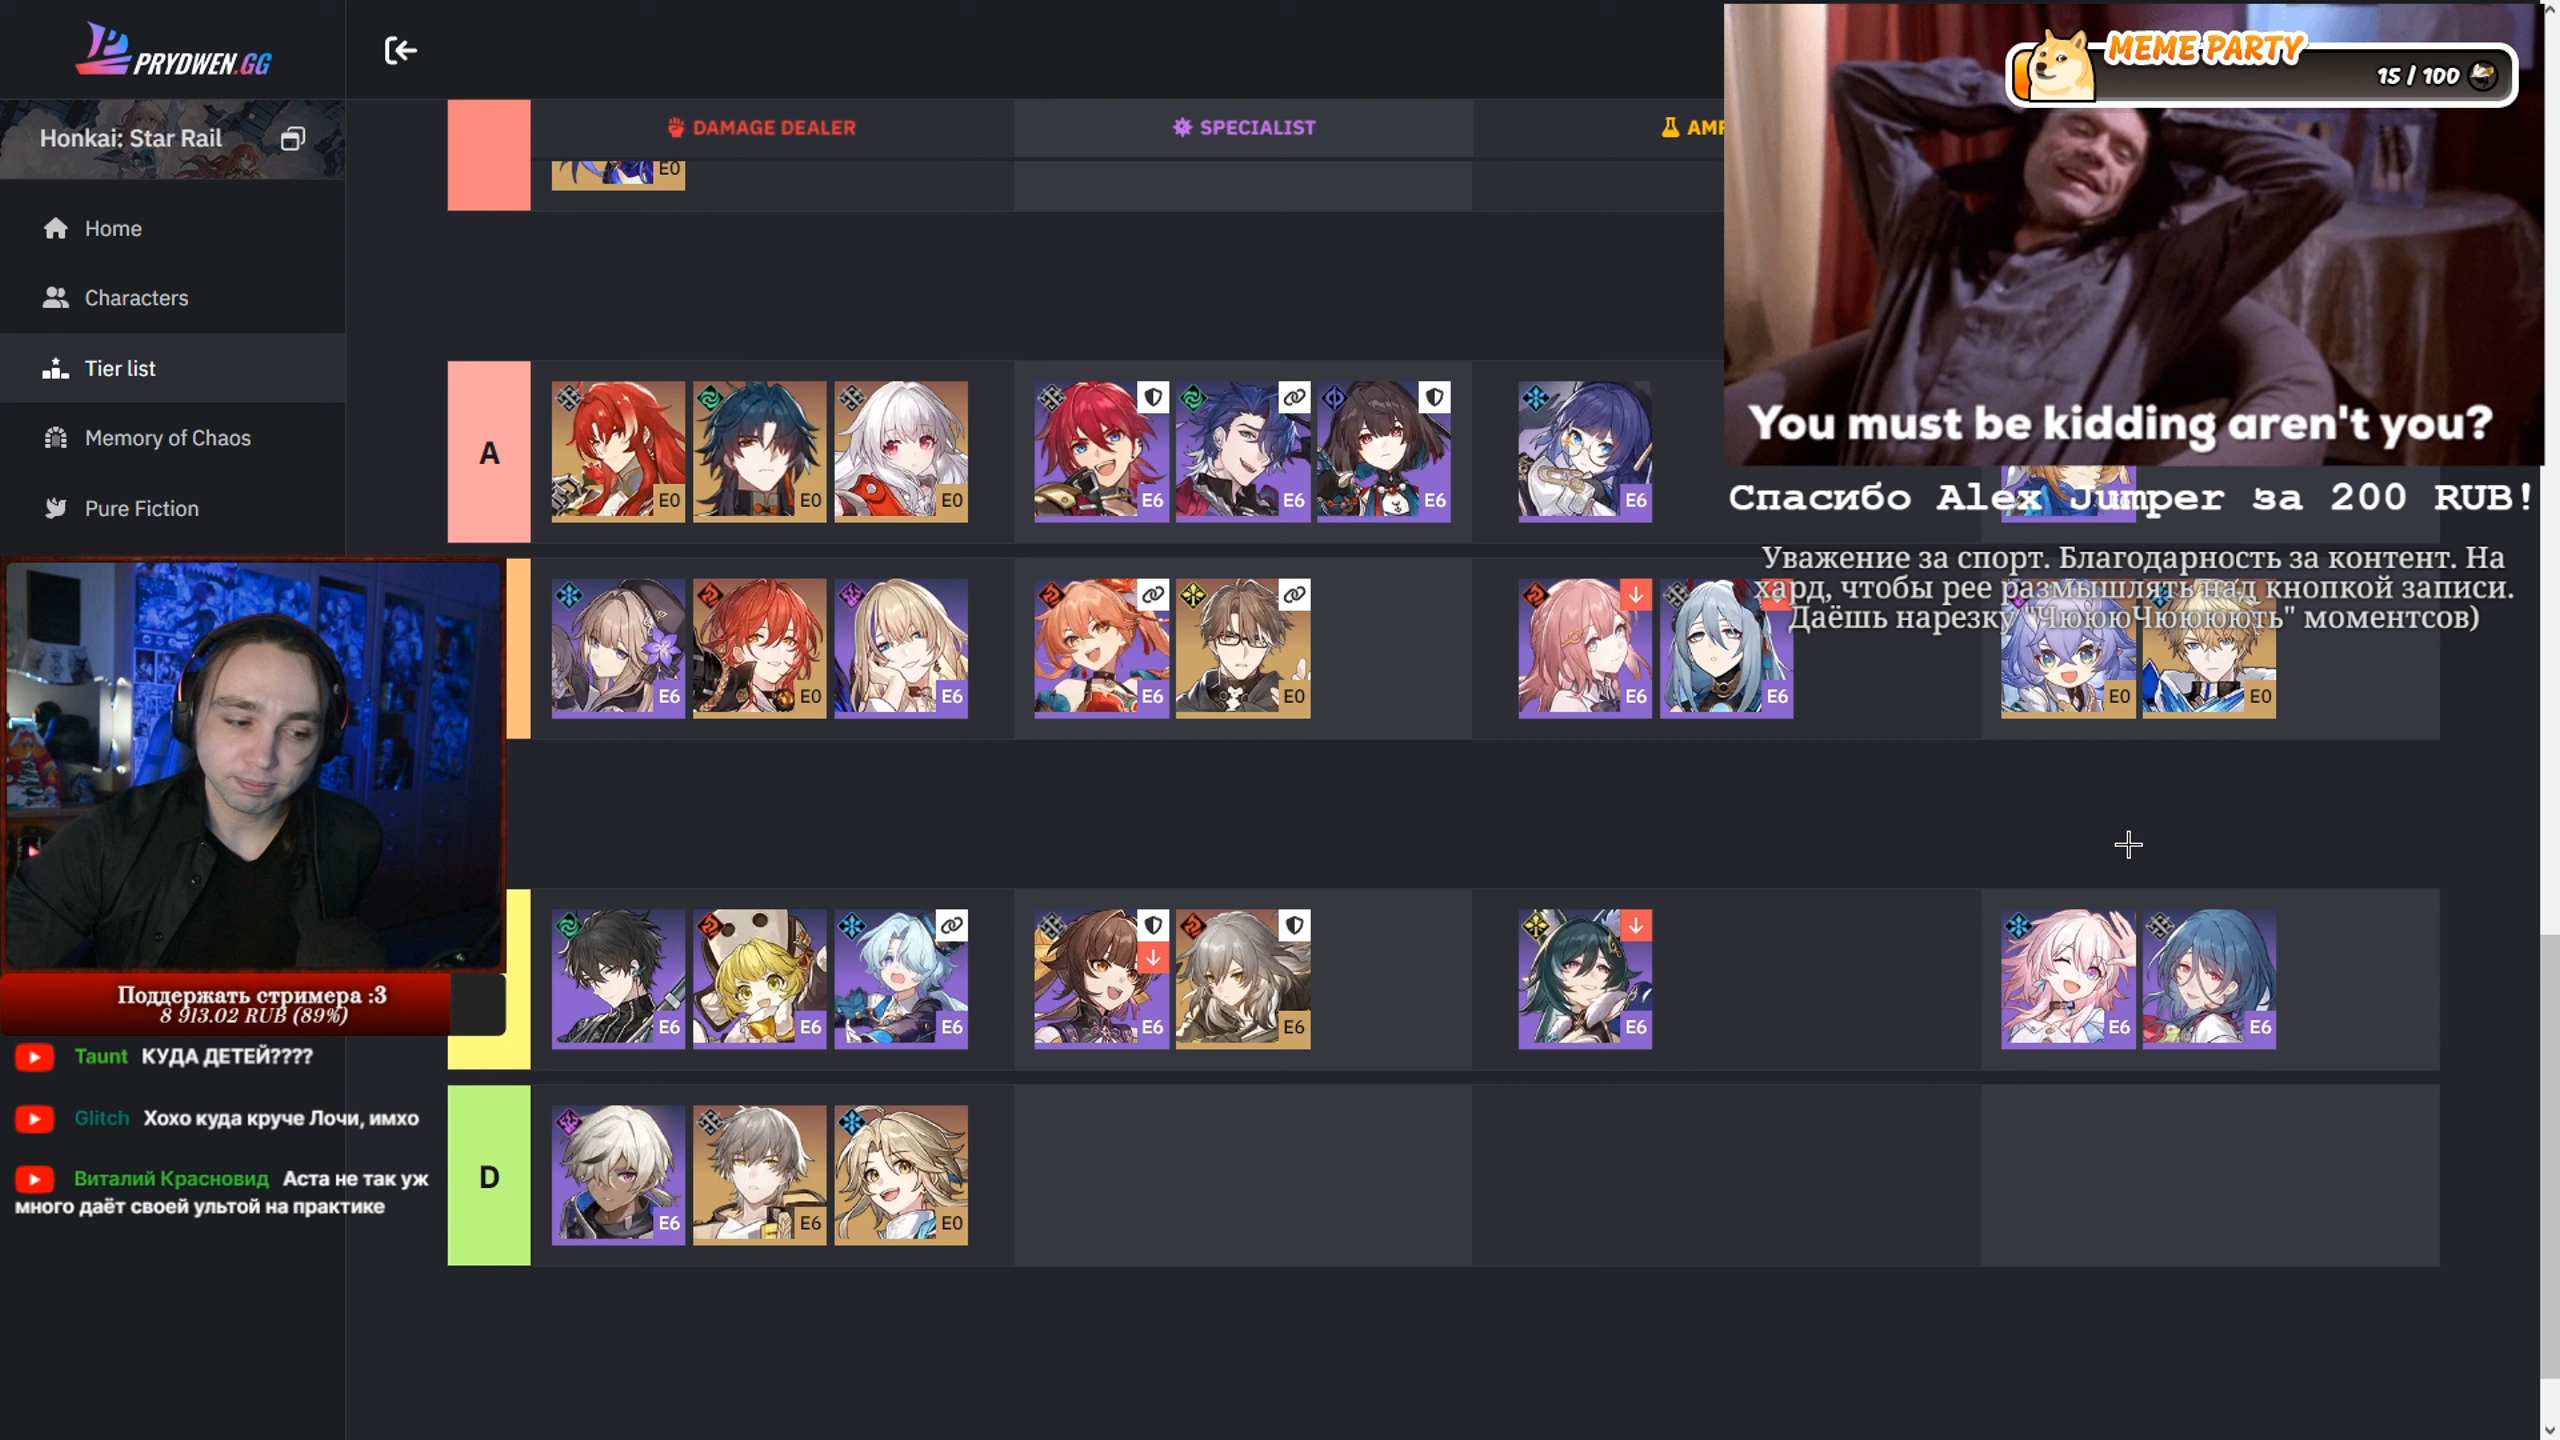 PRYDWEN.GG
Honkai: Star Rail
Home
Characters
Tier list
Memory of Chaos
Pure Fiction
DAMAGE DEALER
SPECIALIST
MEME PARTY
15 / 100
You must be kidding aren't you?
Спасибо Alex Jumper за 200 RUB!
Уважение за спорт. Благодарность за контент. На
хард, чтобы рее размышлять над кнопкой записи.
Даёшь нарезку "ЧюююЧюююють" моментсов)
E0
A
E0 E0 E0 E6 E6 E6 E6
E6 E0 E6 E6 E0 E6 E6 E0 E0
E6 E6 E6 E6 E6 E6 E6 E6
D
E6 E6 E0
Поддержать стримера :3
8 913.02 RUB (89%)
Taunt КУДА ДЕТЕЙ????
Glitch Хохо куда круче Лочи, имхо
Виталий Красновид Аста не так уж
много даёт своей ультой на практике